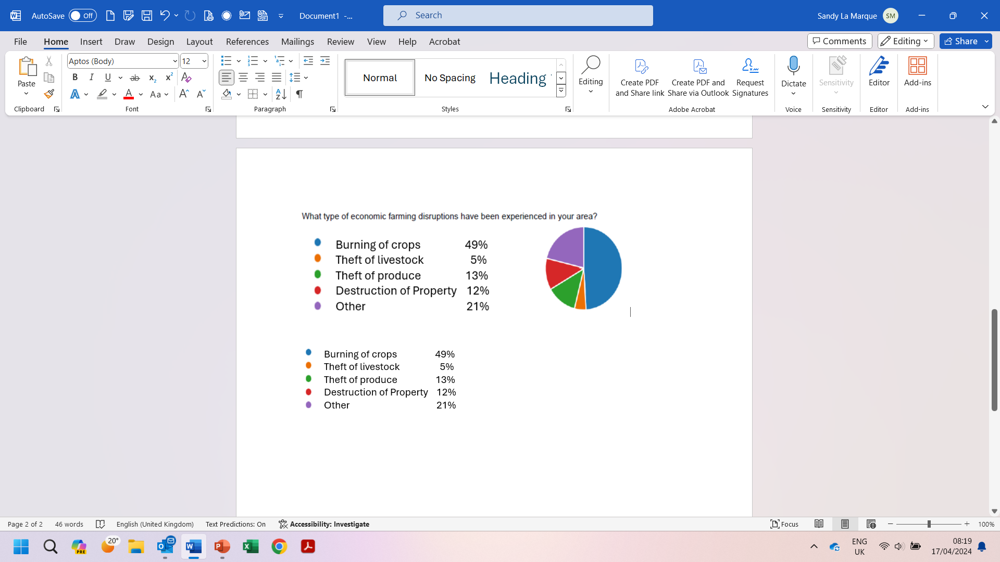 AutoSave Off Document1 -... Search Sandy La Marque SM
File Home Insert Draw Design Layout References Mailings Review View Help Acrobat Comments Editing Share
Paste
Clipboard
Aptos (Body) 12
Font
Paragraph
Normal No Spacing Heading
Styles
Editing
Create PDF and Share link
Create PDF and Share via Outlook
Request Signatures
Adobe Acrobat
Dictate
Voice
Sensitivity
Sensitivity
Editor
Editor
Add-ins
Add-ins
What type of economic farming disruptions have been experienced in your area?
Burning of crops 49%
Theft of livestock 5%
Theft of produce 13%
Destruction of Property 12%
Other 21%
Burning of crops 49%
Theft of livestock 5%
Theft of produce 13%
Destruction of Property 12%
Other 21%
Page 2 of 2 46 words English (United Kingdom) Text Predictions: On Accessibility: Investigate Focus 100%
PRE 20° ENG 08:19
UK 17/04/2024